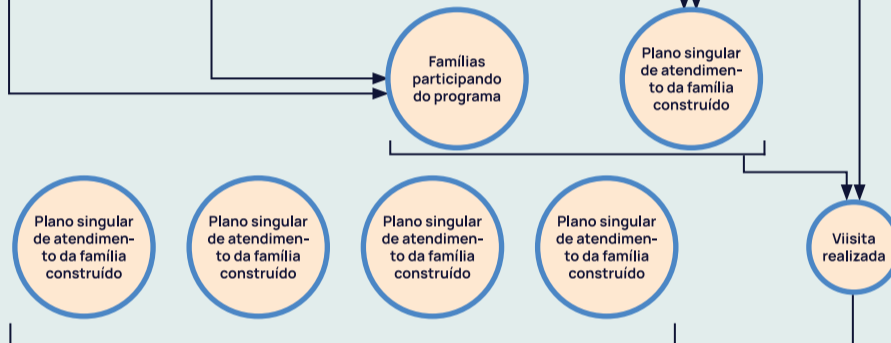 Famílias
participando
do programa
Plano singular
de atendimen-
to da família
construído
Plano singular
de atendimen-
to da família
construído
Plano singular
de atendimen-
to da família
construído
Plano singular
de atendimen-
to da família
construído
Plano singular
de atendimen-
to da família
construído
Viisita
realizada